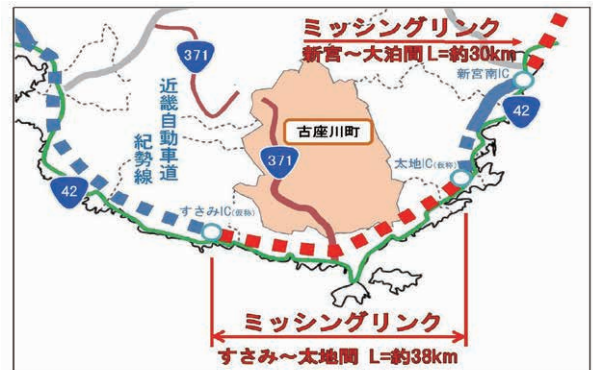 ミッシングリンク
新宮～大泊間 L=約30km
371
新宮南IC
42
近畿自動車道
紀勢線
古座川町
371
太地IC(仮称)
42
すさみIC(仮称)
ミッシングリンク
すさみ～太地間 L=約38km